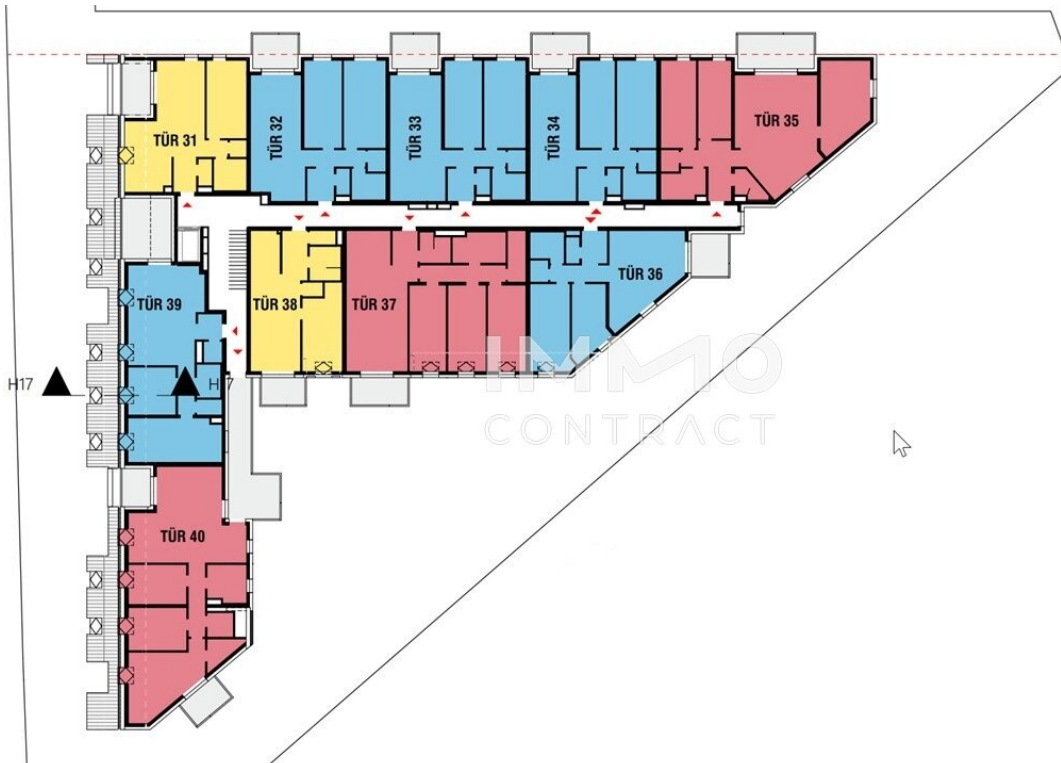 TÜR 31
TÜR 32
TÜR 33
TÜR 34
TÜR 35
TÜR 36
TÜR 37
TÜR 38
TÜR 39
H17
H17
IMMO
CONTRACT
TÜR 40